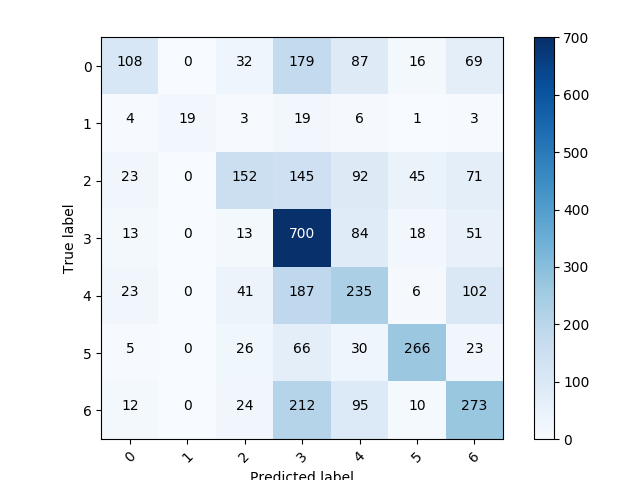 108 0 32 179 87 16 69
4 19 3 19 6 1 3
23 0 152 145 92 45 71
13 0 13 700 84 18 51
23 0 41 187 235 6 102
5 0 26 66 30 266 23
12 0 24 212 95 10 273
0
1
2
3
4
5
6
True label
0 1 2 3 4 5 6
Predicted label
700
600
500
400
300
200
100
0